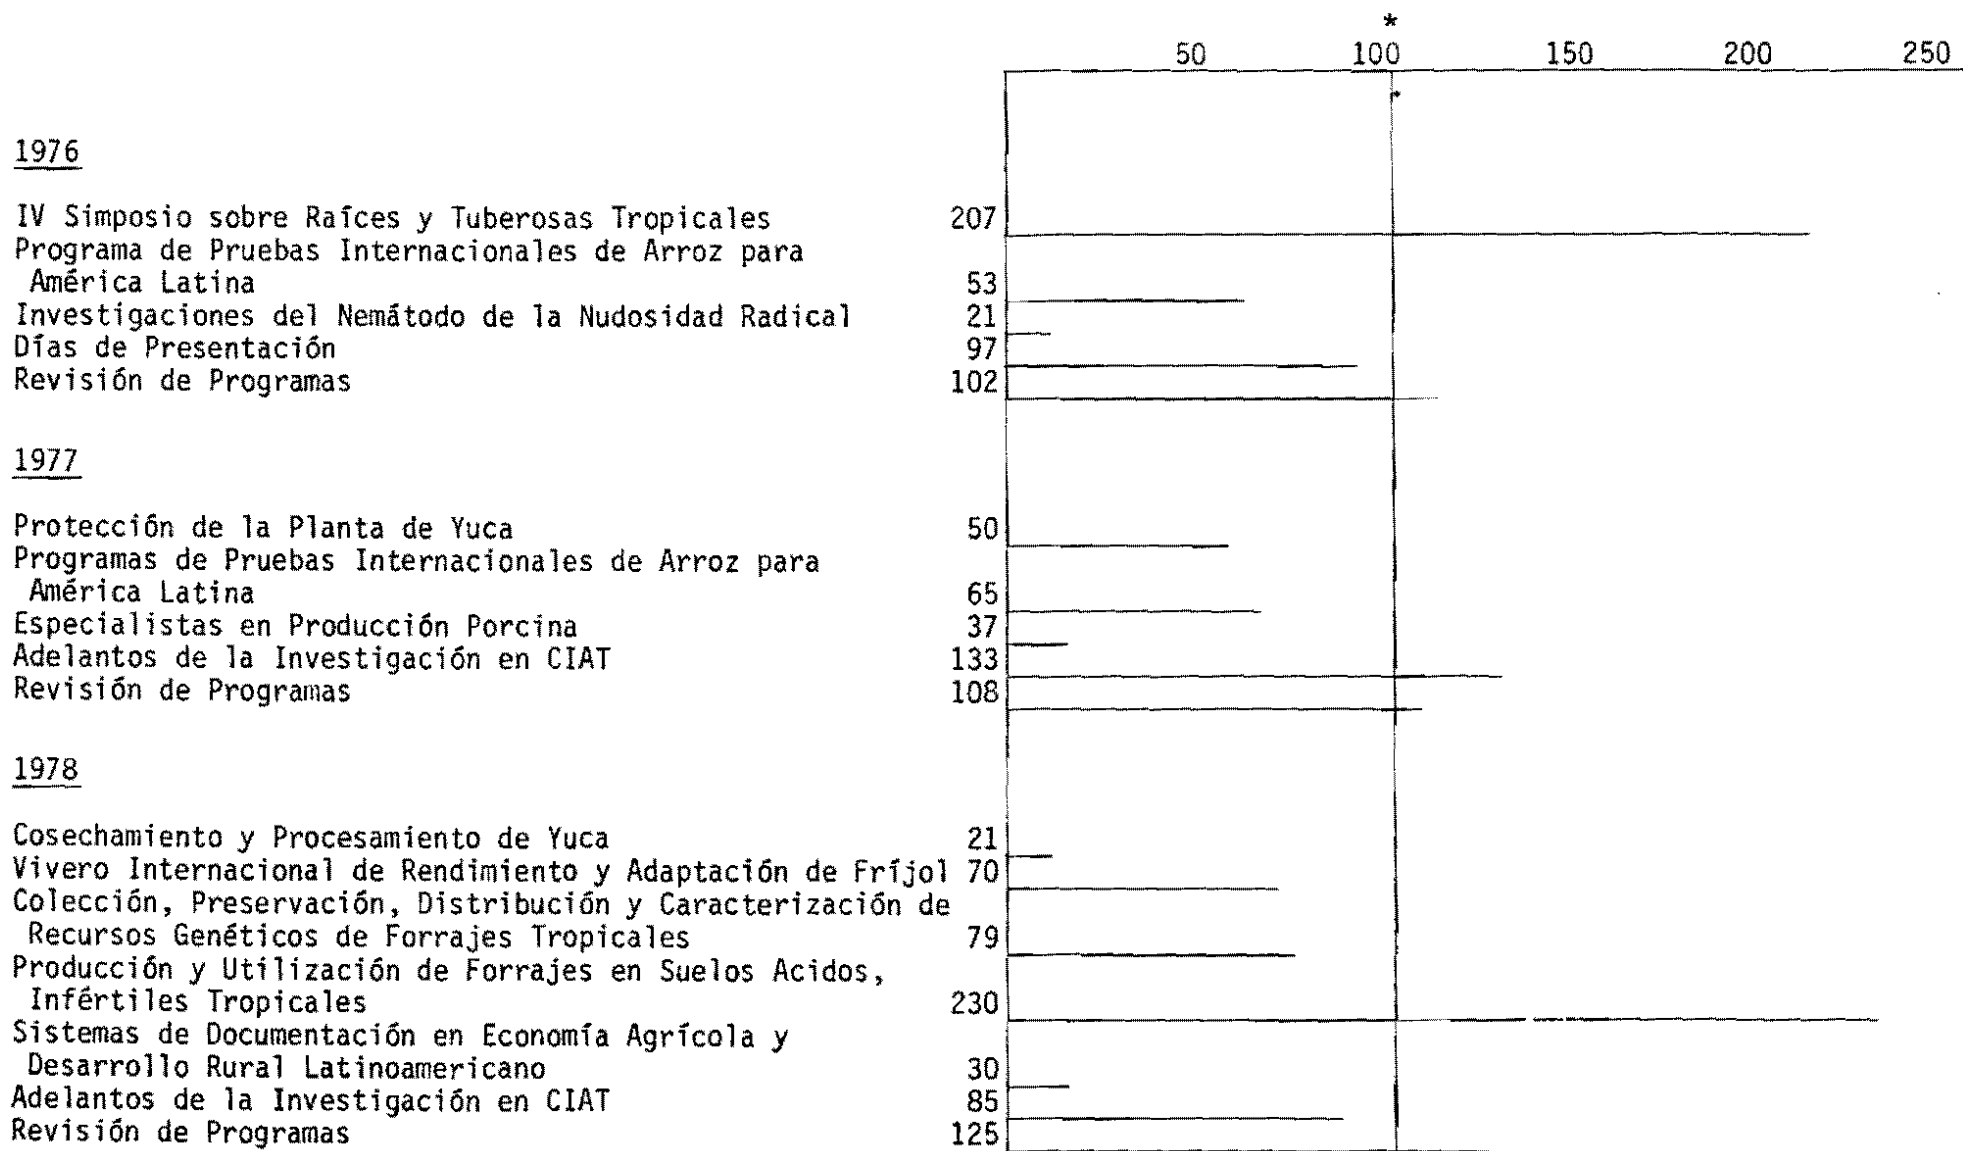 *
50 100 150 200 250
1976
IV Simposio sobre Raíces y Tuberosas Tropicales 207
Programa de Pruebas Internacionales de Arroz para
América Latina 53
Investigaciones del Nemátodo de la Nudosidad Radical 21
Días de Presentación 97
Revisión de Programas 102
1977
Protección de la Planta de Yuca 50
Programas de Pruebas Internacionales de Arroz para
América Latina 65
Especialistas en Producción Porcina 37
Adelantos de la Investigación en CIAT 133
Revisión de Programas 108
1978
Cosechamiento y Procesamiento de Yuca 21
Vivero Internacional de Rendimiento y Adaptación de Fríjol 70
Colección, Preservación, Distribución y Caracterización de
Recursos Genéticos de Forrajes Tropicales 79
Producción y Utilización de Forrajes en Suelos Acidos,
Infértiles Tropicales 230
Sistemas de Documentación en Economía Agrícola y
Desarrollo Rural Latinoamericano 30
Adelantos de la Investigación en CIAT 85
Revisión de Programas 125